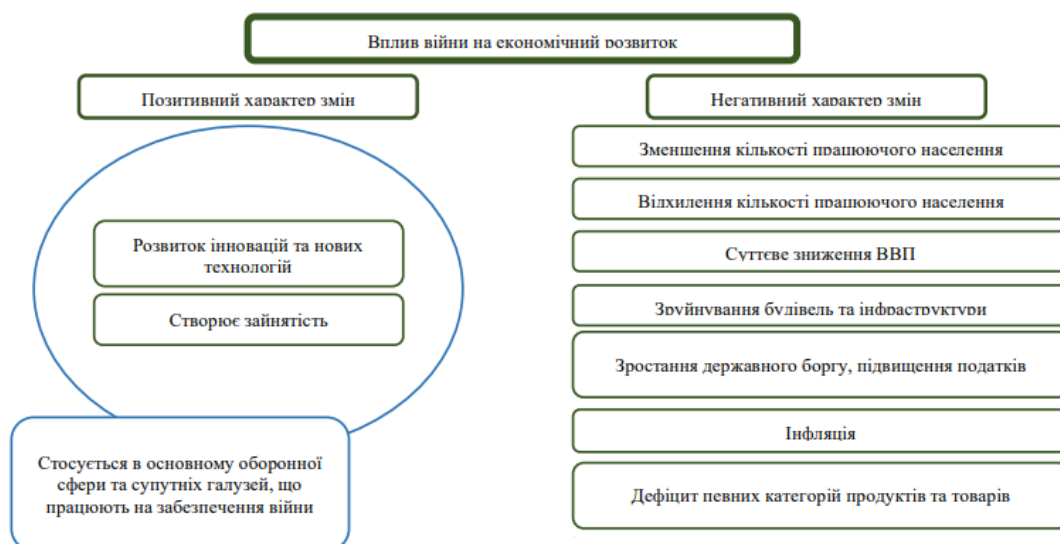 Вплив війни на економічний розвиток
Позитивний характер змін
Розвиток інновацій та нових
технологій
Створює зайнятість
Стосується в основному оборонної
сфери та супутніх галузей, що
працюють на забезпечення війни
Негативний характер змін
Зменшення кількості працюючого населення
Відхилення кількості працюючого населення
Суттєве зниження ВВП
Зруйнування будівель та інфраструктури
Зростання державного боргу, підвищення податків
Інфляція
Дефіцит певних категорій продуктів та товарів